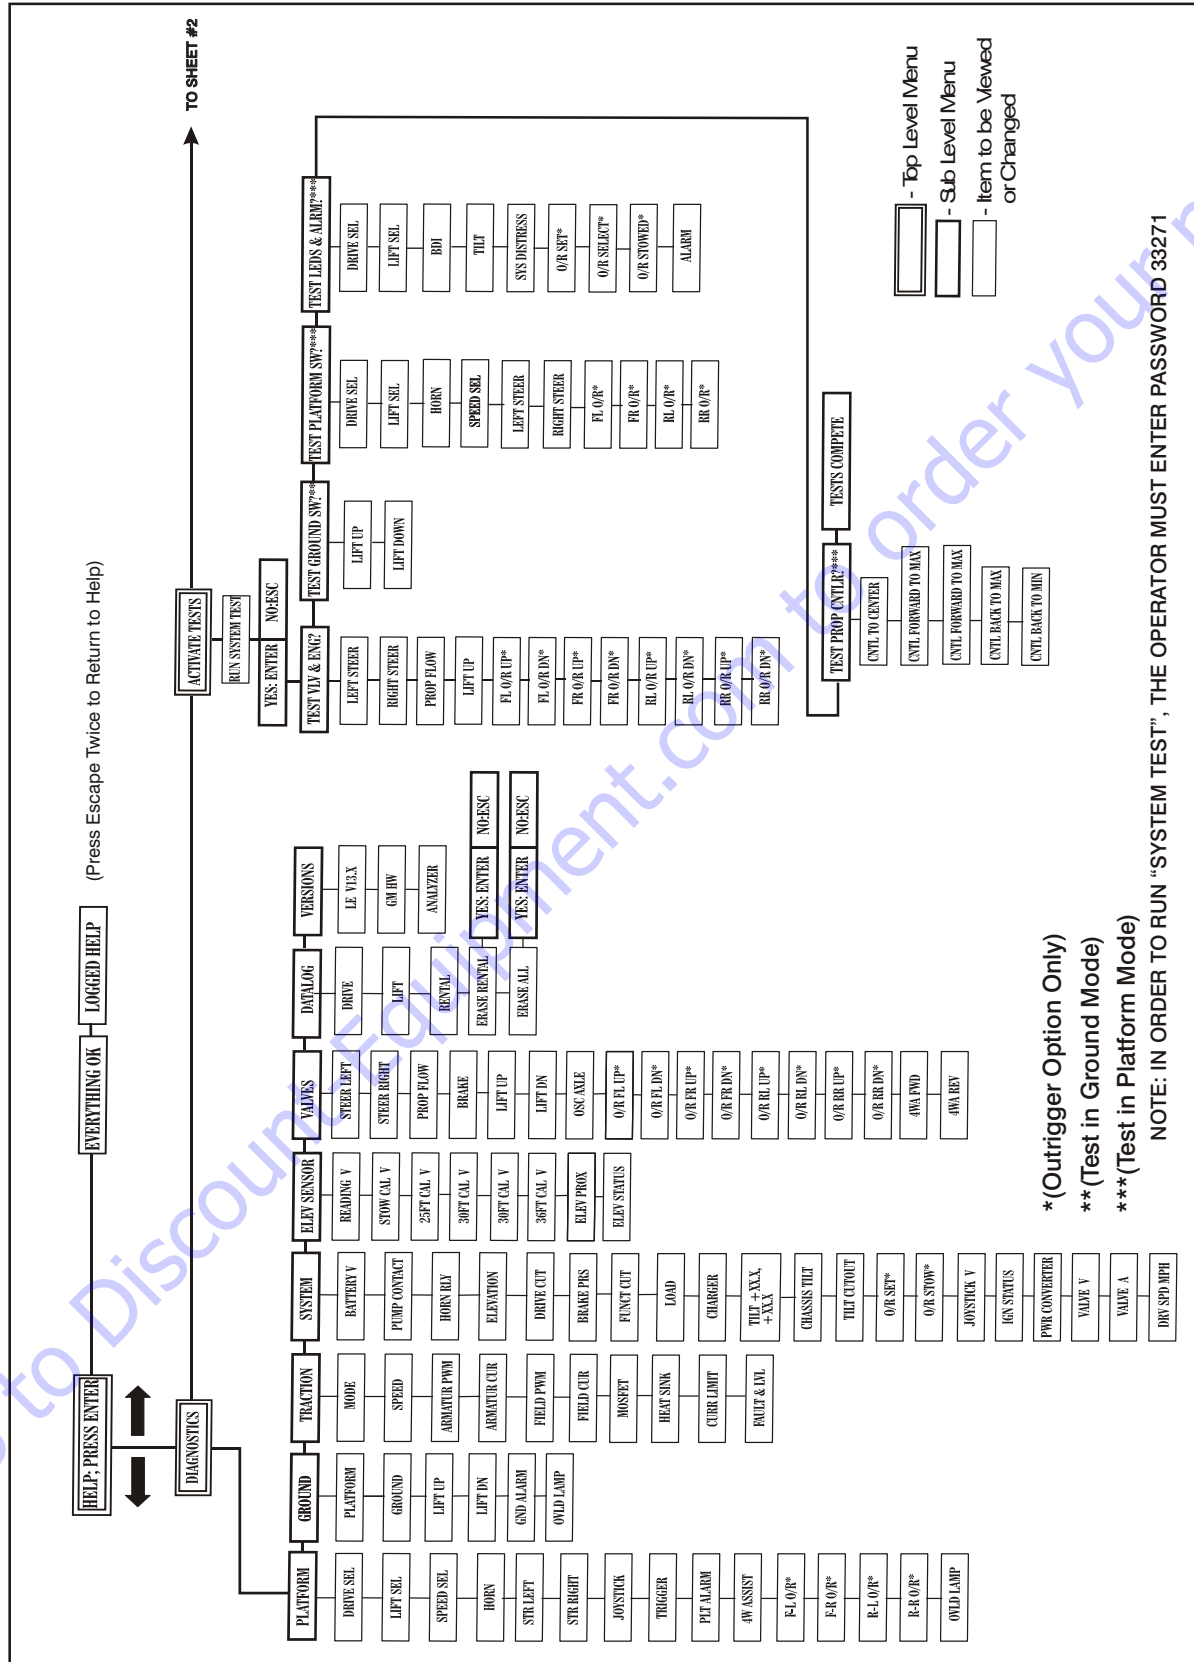 HELP; PRESS ENTER
EVERYTHING OK
LOGGED HELP
(Press Escape Twice to Return to Help)
DIAGNOSTICS
ACTIVATE TESTS
TO SHEET #2
PLATFORM
DRIVE SEL
LIFT SEL
SPEED SEL
HORN
STR LEFT
STR RIGHT
JOYSTICK
TRIGGER
PLT ALARM
4W ASSIST
F-L O/R*
F-R O/R*
R-L O/R*
R-R O/R*
OVLD LAMP
GROUND
PLATFORM
GROUND
LIFT UP
LIFT DN
GND ALARM
OVLD LAMP
TRACTION
MODE
SPEED
ARMATUR PWM
ARMATUR CUR
FIELD PWM
FIELD CUR
MOSFET
HEAT SINK
CURR LIMIT
FAULT & LVL
SYSTEM
BATTERY V
PUMP CONTACT
HORN RLY
ELEVATION
DRIVE CUT
BRAKE PRS
FUNCT CUT
LOAD
CHARGER
TILT +XX.X,
+XX.X
CHASSIS TILT
TILT CUTOUT
O/R SET*
O/R STOW*
JOYSTICK V
IGN STATUS
PWR CONVERTER
VALVE V
VALVE A
DRV SPD MPH
ELEV SENSOR
READING V
STOW CAL V
25FT CAL V
30FT CAL V
30FT CAL V
36FT CAL V
ELEV PROX
ELEV STATUS
VALVES
STEER LEFT
STEER RIGHT
PROP FLOW
BRAKE
LIFT UP
LIFT DN
OSC AXLE
O/R FL UP*
O/R FL DN*
O/R FR UP*
O/R FR DN*
O/R RL UP*
O/R RL DN*
O/R RR UP*
O/R RR DN*
4WA FWD
4WA REV
DATALOG
DRIVE
LIFT
RENTAL
ERASE RENTAL
YES: ENTER
NO:ESC
ERASE ALL
YES: ENTER
NO:ESC
VERSIONS
LE V13.X
GM HW
ANALYZER
RUN SYSTEM TEST
YES: ENTER
NO:ESC
TEST VLV & ENG?
LEFT STEER
RIGHT STEER
PROP FLOW
LIFT UP
FL O/R UP*
FL O/R DN*
FR O/R UP*
FR O/R DN*
RL O/R UP*
RL O/R DN*
RR O/R UP*
RR O/R DN*
TEST GROUND SW?**
LIFT UP
LIFT DOWN
TEST PLATFORM SW?***
DRIVE SEL
LIFT SEL
HORN
SPEED SEL
LEFT STEER
RIGHT STEER
FL O/R*
FR O/R*
RL O/R*
RR O/R*
TEST LEDS & ALRM?***
DRIVE SEL
LIFT SEL
BDI
TILT
SYS DISTRESS
O/R SET*
O/R SELECT*
O/R STOWED*
ALARM
TEST PROP CNTLR?***
CNTL TO CENTER
CNTL FORWARD TO MAX
CNTL FORWARD TO MAX
CNTL BACK TO MAX
CNTL BACK TO MIN
TESTS COMPETE
- Top Level Menu
- Sub Level Menu
- Item to be Viewed
or Changed
*(Outrigger Option Only)
**(Test in Ground Mode)
***(Test in Platform Mode)
NOTE: IN ORDER TO RUN “SYSTEM TEST”, THE OPERATOR MUST ENTER PASSWORD 33271
to Discount-Equipment.com to order your